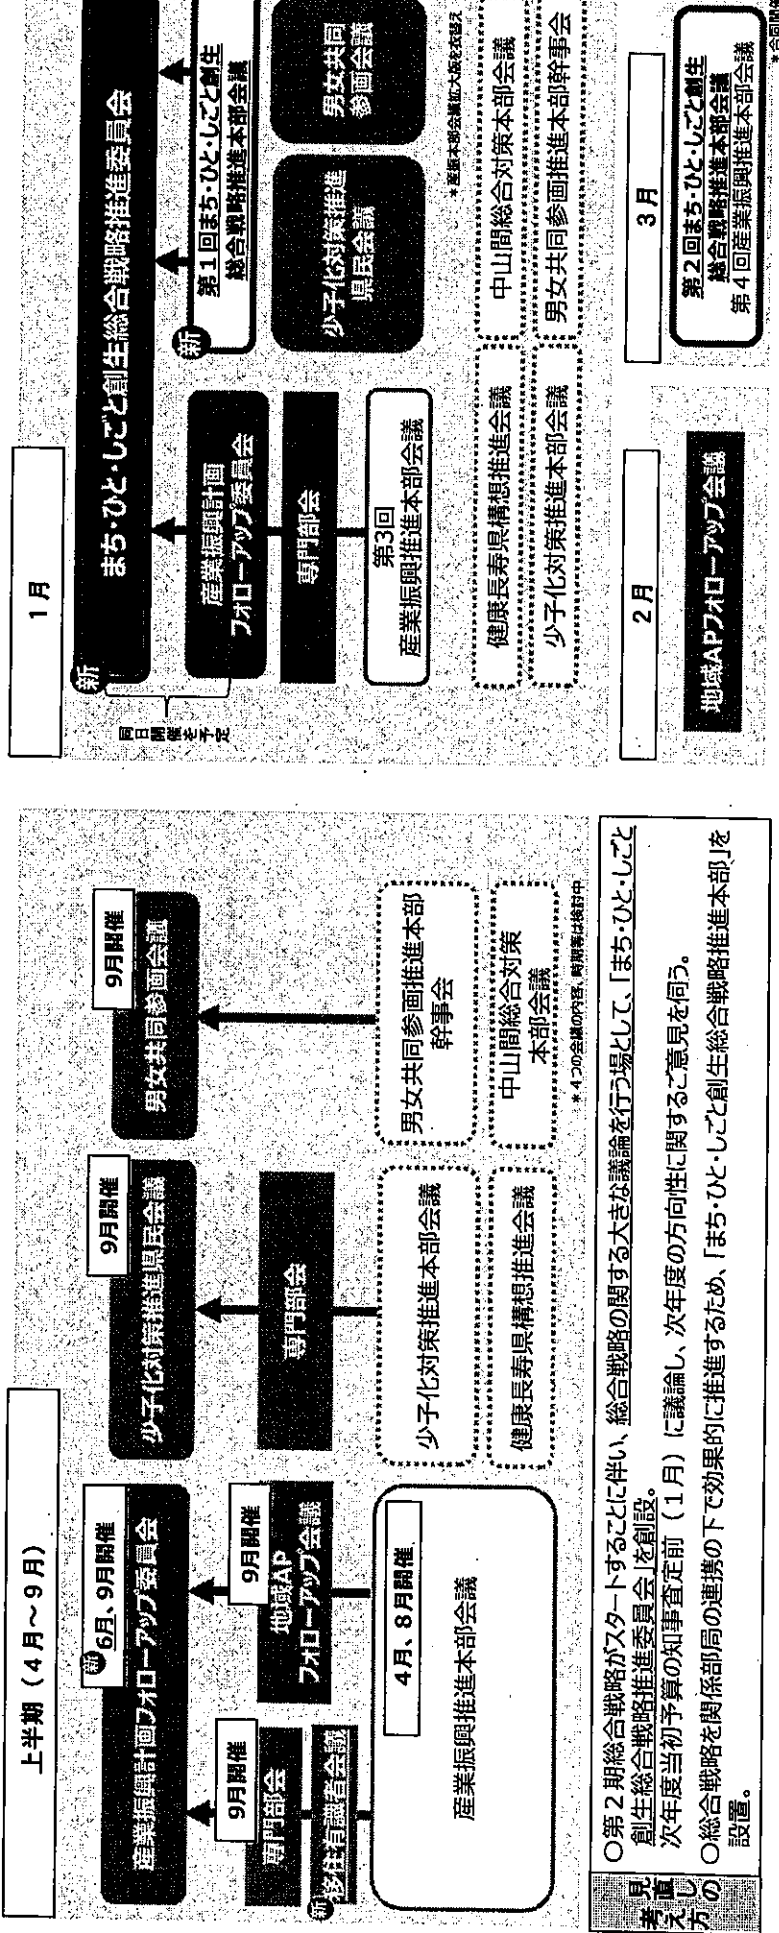 上半期（4月～9月）
産業振興計画フォローアップ委員会
新
6月、9月開催
少子化対策推進県民会議
9月開催
男女共同参画会議
9月開催
専門部会
9月開催
新
移住有識者会議
地域AP
フォローアップ会議
9月開催
専門部会
4月、8月開催
産業振興推進本部会議
少子化対策推進本部会議
男女共同参画推進本部
幹事会
健康長寿県構想推進会議
中山間総合対策
本部会議
＊4つの会議の内容、時期等は検討中
見直しの
考え方
○第2期総合戦略がスタートすることに伴い、総合戦略の関する大きな議論を行う場として、「まち・ひと・しごと
創生総合戦略推進委員会」を創設。
次年度当初予算の知事査定前（1月）に議論し、次年度の方向性に関するご意見を伺う。
○総合戦略を関係部局の連携の下で効果的に推進するため、「まち・ひと・しごと創生総合戦略推進本部」を
設置。
1月
新
まち・ひと・しごと創生総合戦略推進委員会
同日開催を予定
産業振興計画
フォローアップ委員会
新
第1回まち・ひと・しごと創生
総合戦略推進本部会議
専門部会
少子化対策推進
県民会議
男女共同
参画会議
第3回
産業振興推進本部会議
＊産振本部会議拡大版を衣替え
健康長寿県構想推進会議
中山間総合対策本部会議
少子化対策推進本部会議
男女共同参画推進本部幹事会
2月
地域APフォローアップ会議
3月
第2回まち・ひと・しごと創生
総合戦略推進本部会議
第4回産業振興推進本部会議
＊合同開催